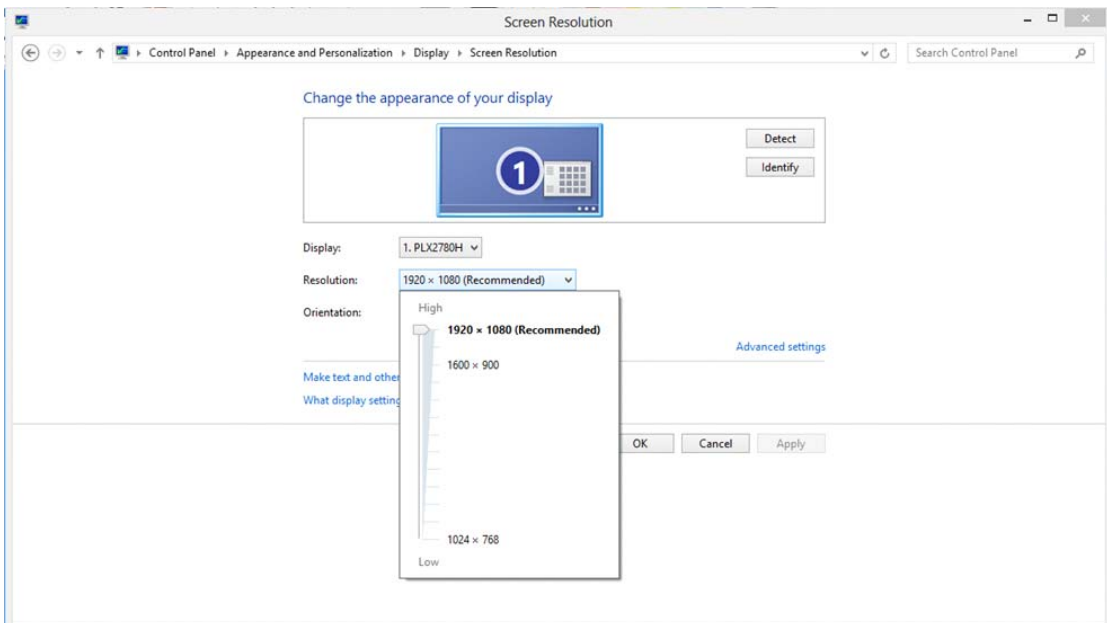 Screen Resolution
Control Panel Appearance and Personalization Display Screen Resolution
Search Control Panel
Change the appearance of your display
1
Detect
Identify
Display: 1. PLX2780H
Resolution: 1920 × 1080 (Recommended)
Orientation:
High
1920 × 1080 (Recommended)
Advanced settings
1600 × 900
Make text and other
What display setting
OK Cancel Apply
1024 × 768
Low